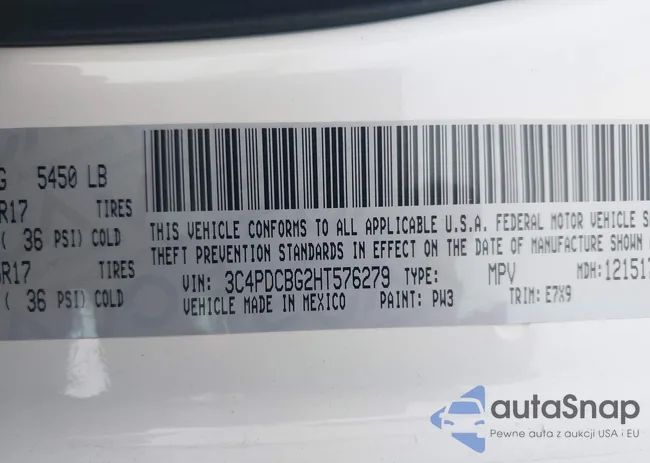 G 5450 LB
R17 TIRES
( 36 PSI) COLD
R17 TIRES
( 36 PSI) COLD
THIS VEHICLE CONFORMS TO ALL APPLICABLE U.S.A. FEDERAL MOTOR VEHICLE S
THEFT PREVENTION STANDARDS IN EFFECT ON THE DATE OF MANUFACTURE SHOWN
VIN: 3C4PDCBG2HT576279 TYPE: MPV MDH: 12151
VEHICLE MADE IN MEXICO PAINT: PW3 TRIM: E7X9
autaSnap
Pewne auta z aukcji USA i EU